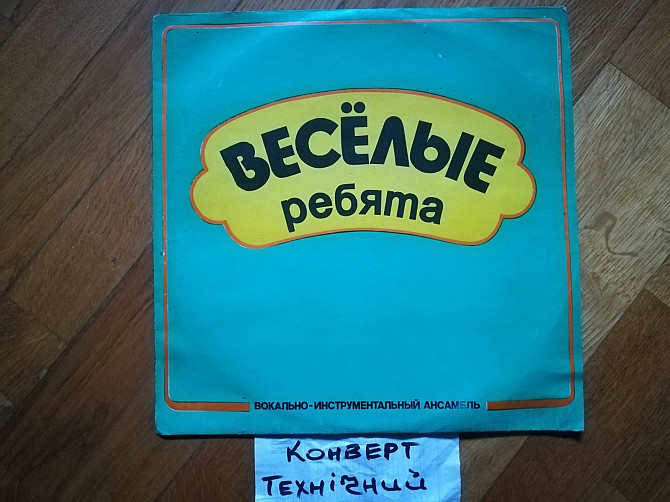 ВЕСЁЛЫЕ
ребята
ВОКАЛЬНО-ИНСТРУМЕНТАЛЬНЫЙ АНСАМБЛЬ
КОНВЕРТ
ТЕХНІЧНИЙ